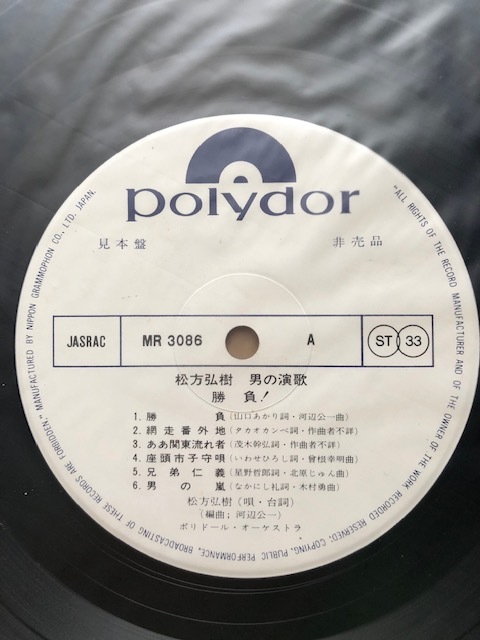 polydor
見本盤 非売品
JASRAC MR 3086 A ST 33
松方弘樹 男の演歌
勝負!
1. 勝負(山口あかり詞・河辺公一曲)
2. 網走番外地(タカオカンベ詞・作曲者不詳)
3. ああ関東流れ者(茂木幹弘詞・作曲者不詳)
4. 座頭市子守唄(いわせひろし詞・曽根幸明曲)
5. 兄弟仁義(星野哲郎詞・北原じゅん曲)
6. 男の嵐(なかにし礼詞・木村勇曲)
松方弘樹(唄・台詞)
(編曲;河辺公一)
ポリドール・オーケストラ
"ALL RIGHTS OF THE RECORD MANUFACTURER AND OF THE OWNER OF THE WORK REPRODUCED RESERVED; COPYING, PUBLIC PERFORMANCE, BROADCASTING OF THESE RECORDS ARE FORBIDDEN." MANUFACTURED BY NIPPON GRAMMOPHON CO., LTD. JAPAN.